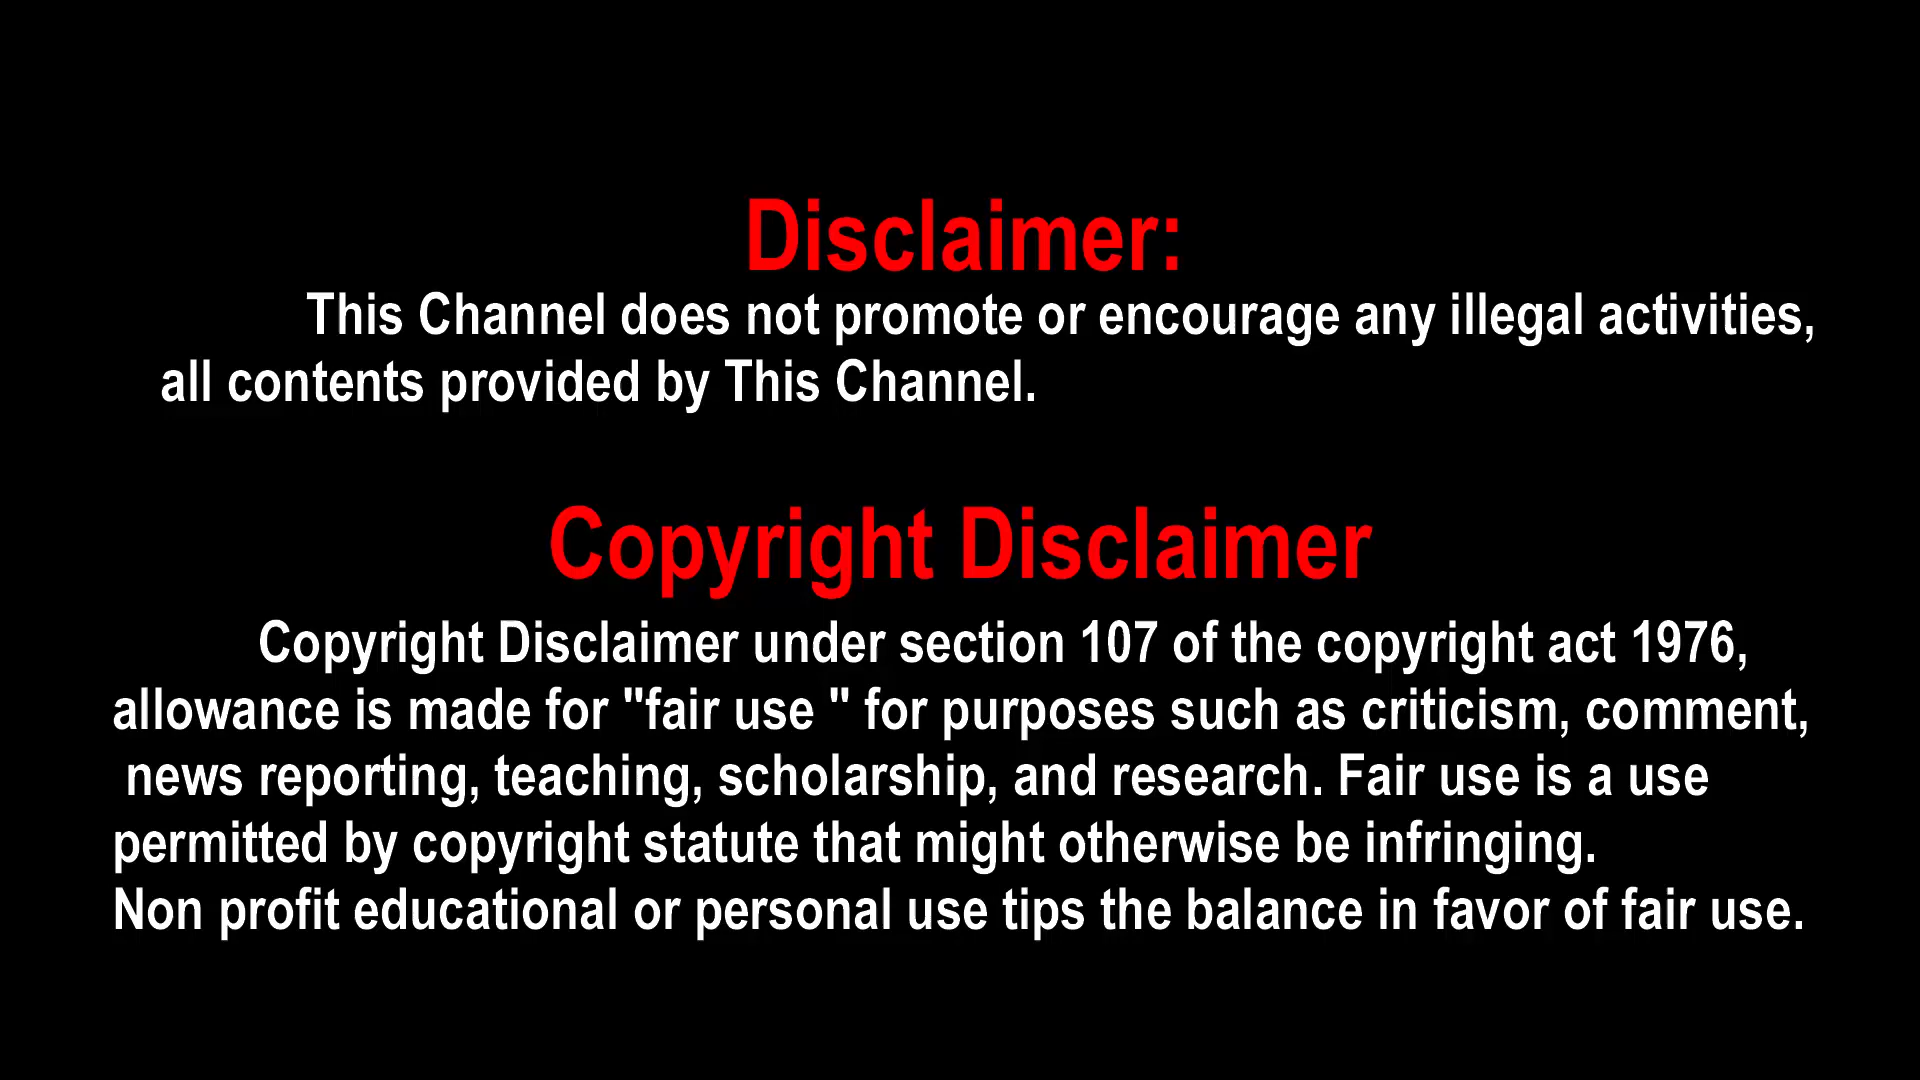 Disclaimer:
This Channel does not promote or encourage any illegal activities,
all contents provided by This Channel.
Copyright Disclaimer
Copyright Disclaimer under section 107 of the copyright act 1976,
allowance is made for "fair use " for purposes such as criticism, comment,
news reporting, teaching, scholarship, and research. Fair use is a use
permitted by copyright statute that might otherwise be infringing.
Non profit educational or personal use tips the balance in favor of fair use.